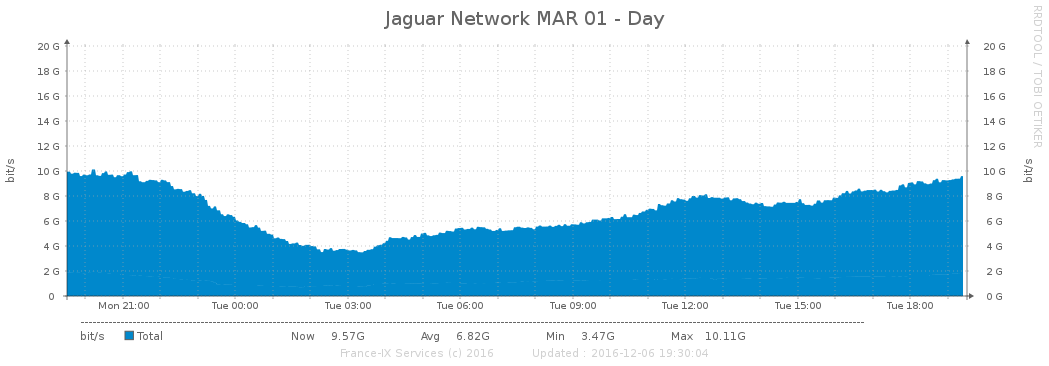 Jaguar Network MAR 01 - Day
RRDTOOL / TOBI OETIKER
bit/s
bit/s
20 G 20 G
18 G 18 G
16 G 16 G
14 G 14 G
12 G 12 G
10 G 10 G
8 G 8 G
6 G 6 G
4 G 4 G
2 G 2 G
0 0 G
Mon 21:00 Tue 00:00 Tue 03:00 Tue 06:00 Tue 09:00 Tue 12:00 Tue 15:00 Tue 18:00
bit/s Total Now 9.57G Avg 6.82G Min 3.47G Max 10.11G
France-IX Services (c) 2016 Updated : 2016-12-06 19:30:04